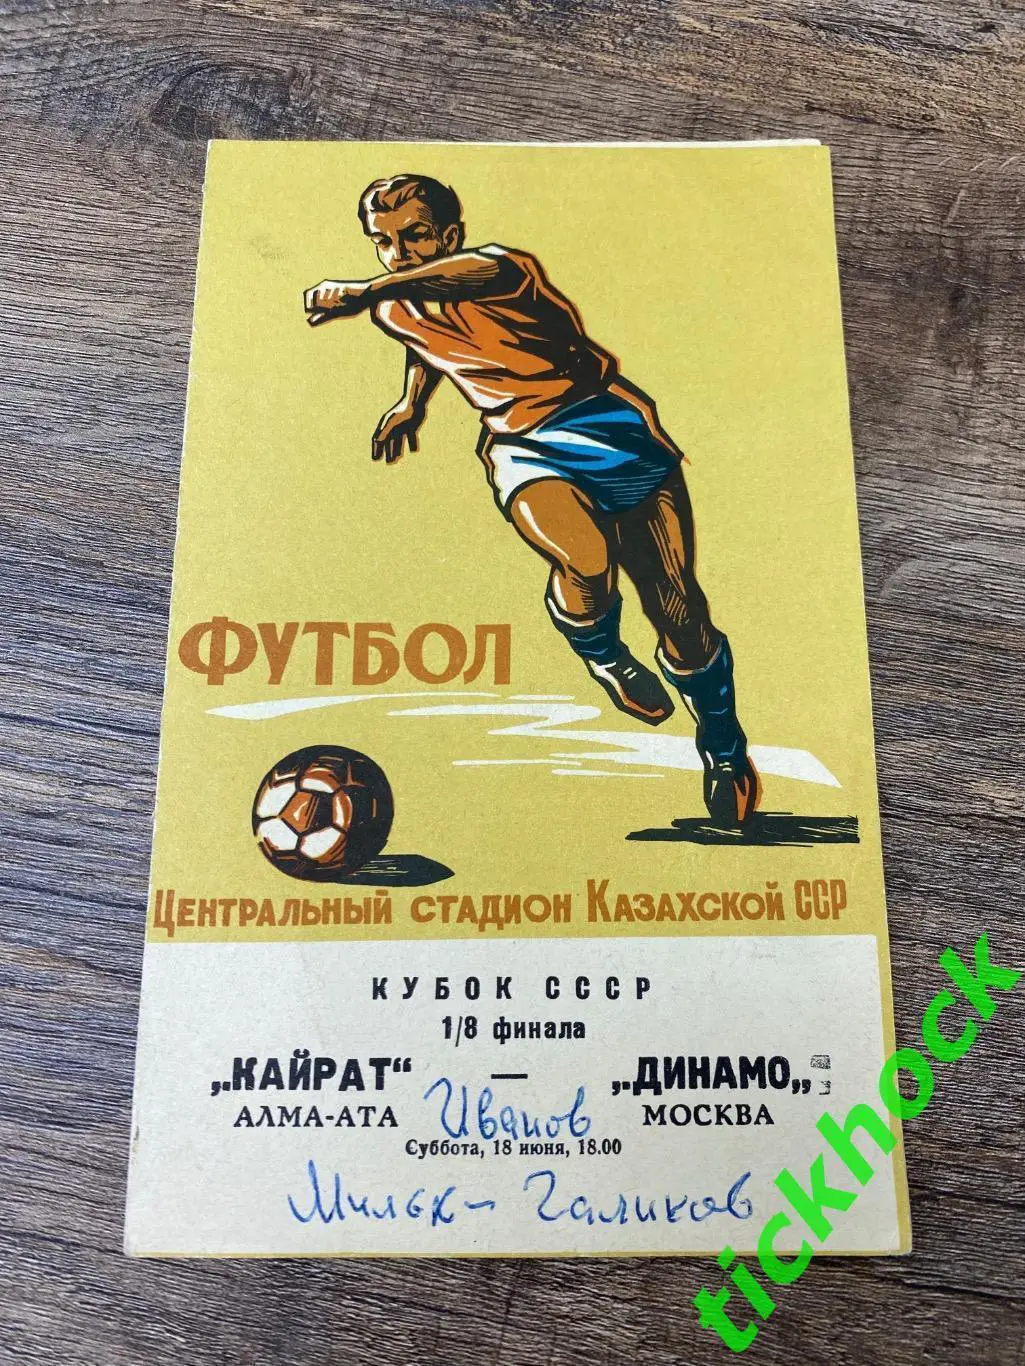 ФУТБОЛ
ЦЕНТРАЛЬНЫЙ СТАДИОН КАЗАХСКОЙ ССР
КУБОК СССР
1/8 финала
„КАЙРАТ“ — „ДИНАМО„
АЛМА-АТА Иванов МОСКВА
Суббота, 18 июня, 18.00
Мильк – Галиков
tickhock